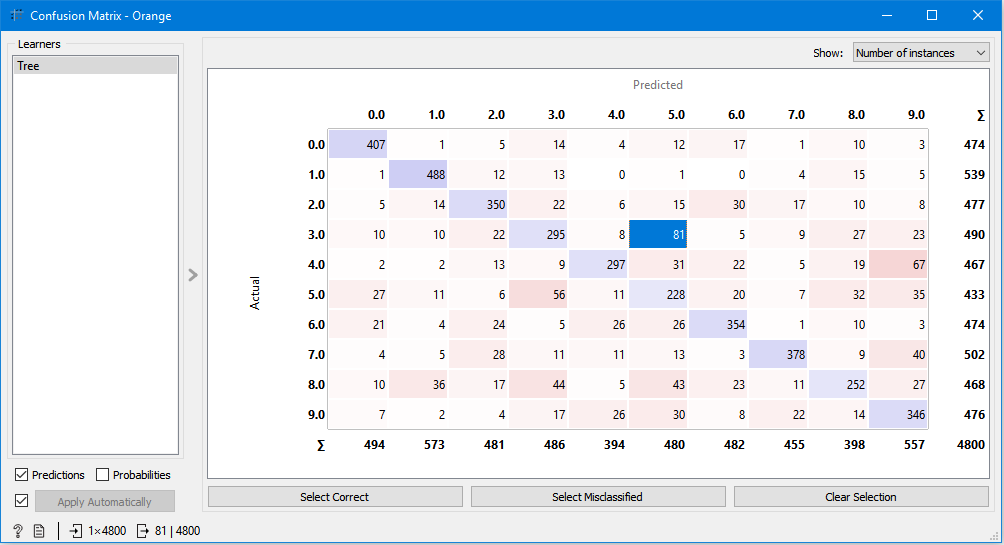 Confusion Matrix - Orange
Learners
Tree
Show: Number of instances
Predicted
0.0 1.0 2.0 3.0 4.0 5.0 6.0 7.0 8.0 9.0 Σ
0.0 407 1 5 14 4 12 17 1 10 3 474
1.0 1 488 12 13 0 1 0 4 15 5 539
2.0 5 14 350 22 6 15 30 17 10 8 477
3.0 10 10 22 295 8 81 5 9 27 23 490
4.0 2 2 13 9 297 31 22 5 19 67 467
Actual
5.0 27 11 6 56 11 228 20 7 32 35 433
6.0 21 4 24 5 26 26 354 1 10 3 474
7.0 4 5 28 11 11 13 3 378 9 40 502
8.0 10 36 17 44 5 43 23 11 252 27 468
9.0 7 2 4 17 26 30 8 22 14 346 476
Σ 494 573 481 486 394 480 482 455 398 557 4800
Predictions Probabilities
Apply Automatically
Select Correct Select Misclassified Clear Selection
? 1×4800 81 | 4800